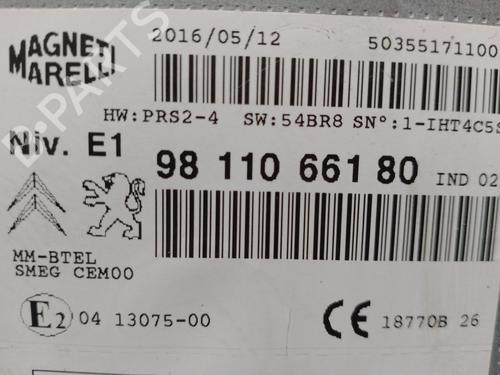 MAGNETI MARELLI
2016/05/12 50355171100
HW:PRS2-4 SW:54BR8 SN°:1-IHT4C5S
Niv. E1 98 110 661 80 IND 02
MM-BTEL
SMEG CEM00
E2 04 13075-00 CE 18770B 26
B-PARTS